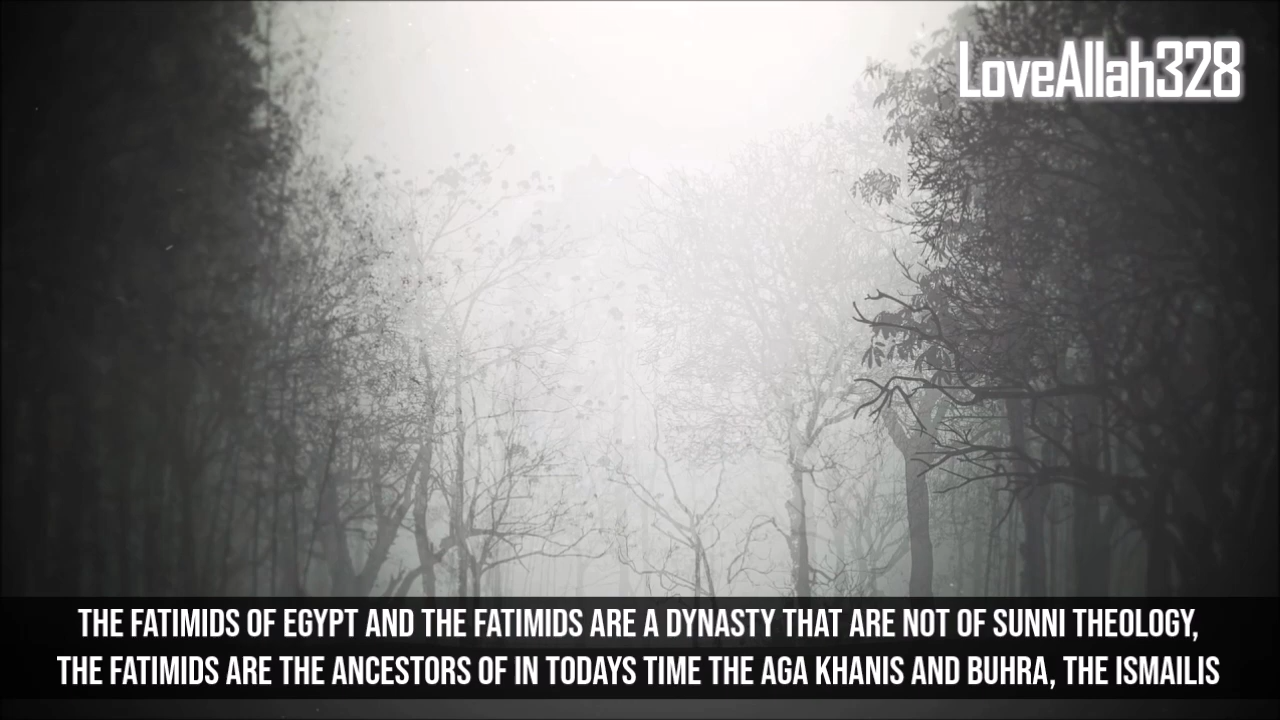 LoveAllah328
THE FATIMIDS OF EGYPT AND THE FATIMIDS ARE A DYNASTY THAT ARE NOT OF SUNNI THEOLOGY,
THE FATIMIDS ARE THE ANCESTORS OF IN TODAYS TIME THE AGA KHANIS AND BUHRA, THE ISMAILIS